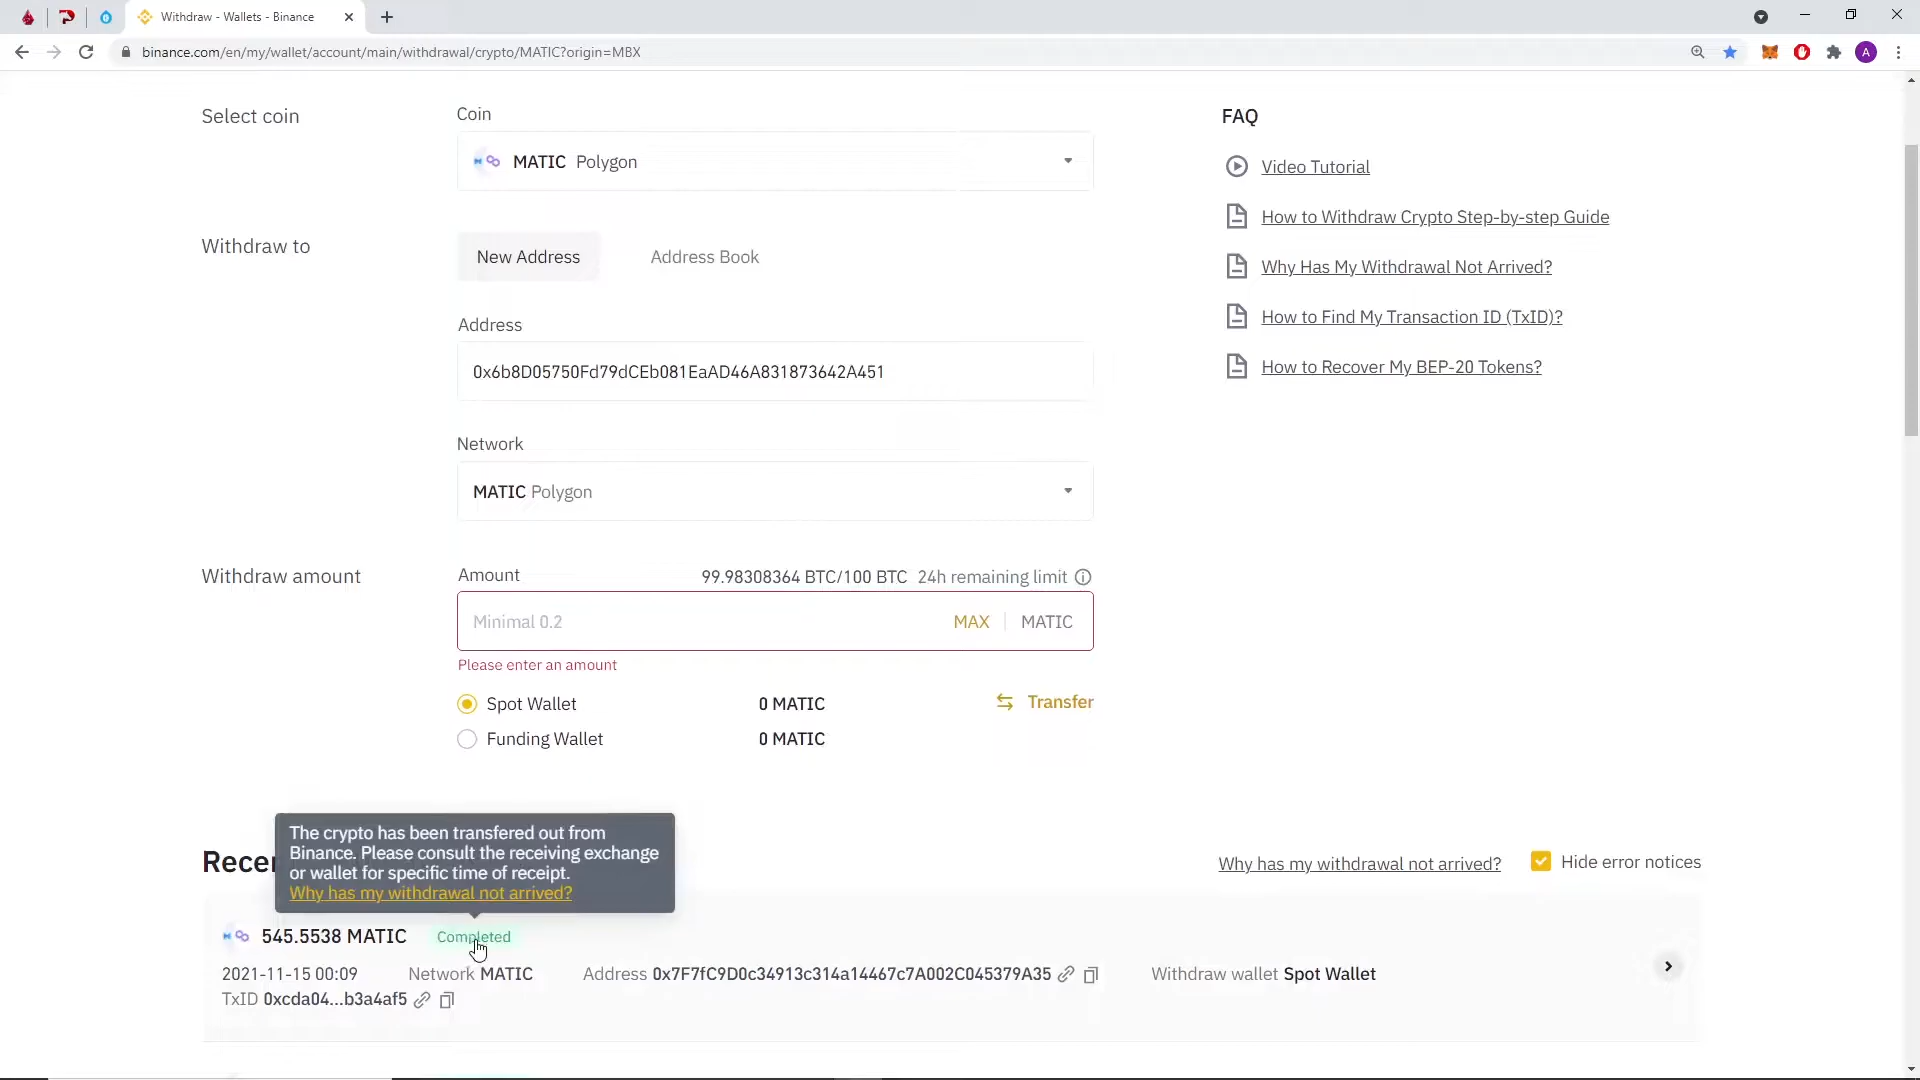 Withdraw - Wallets - Binance
binance.com/en/my/wallet/account/main/withdrawal/crypto/MATIC?origin=MBX
A
Select coin
Coin
MATIC Polygon
Withdraw to
New Address
Address Book
Address
0x6b8D05750Fd79dCEb081EaAD46A831873642A451
Network
MATIC Polygon
Withdraw amount
Amount
99.98308364 BTC/100 BTC 24h remaining limit
Minimal 0.2
MAX
MATIC
Please enter an amount
Spot Wallet
0 MATIC
Transfer
Funding Wallet
0 MATIC
FAQ
Video Tutorial
How to Withdraw Crypto Step-by-step Guide
Why Has My Withdrawal Not Arrived?
How to Find My Transaction ID (TxID)?
How to Recover My BEP-20 Tokens?
The crypto has been transfered out from
Binance. Please consult the receiving exchange
or wallet for specific time of receipt.
Why has my withdrawal not arrived?
Why has my withdrawal not arrived?
Hide error notices
545.5538 MATIC
Completed
2021-11-15 00:09
Network MATIC
Address 0x7F7fC9D0c34913c314a14467c7A002C045379A35
Withdraw wallet Spot Wallet
TxID 0xcda04...b3a4af5